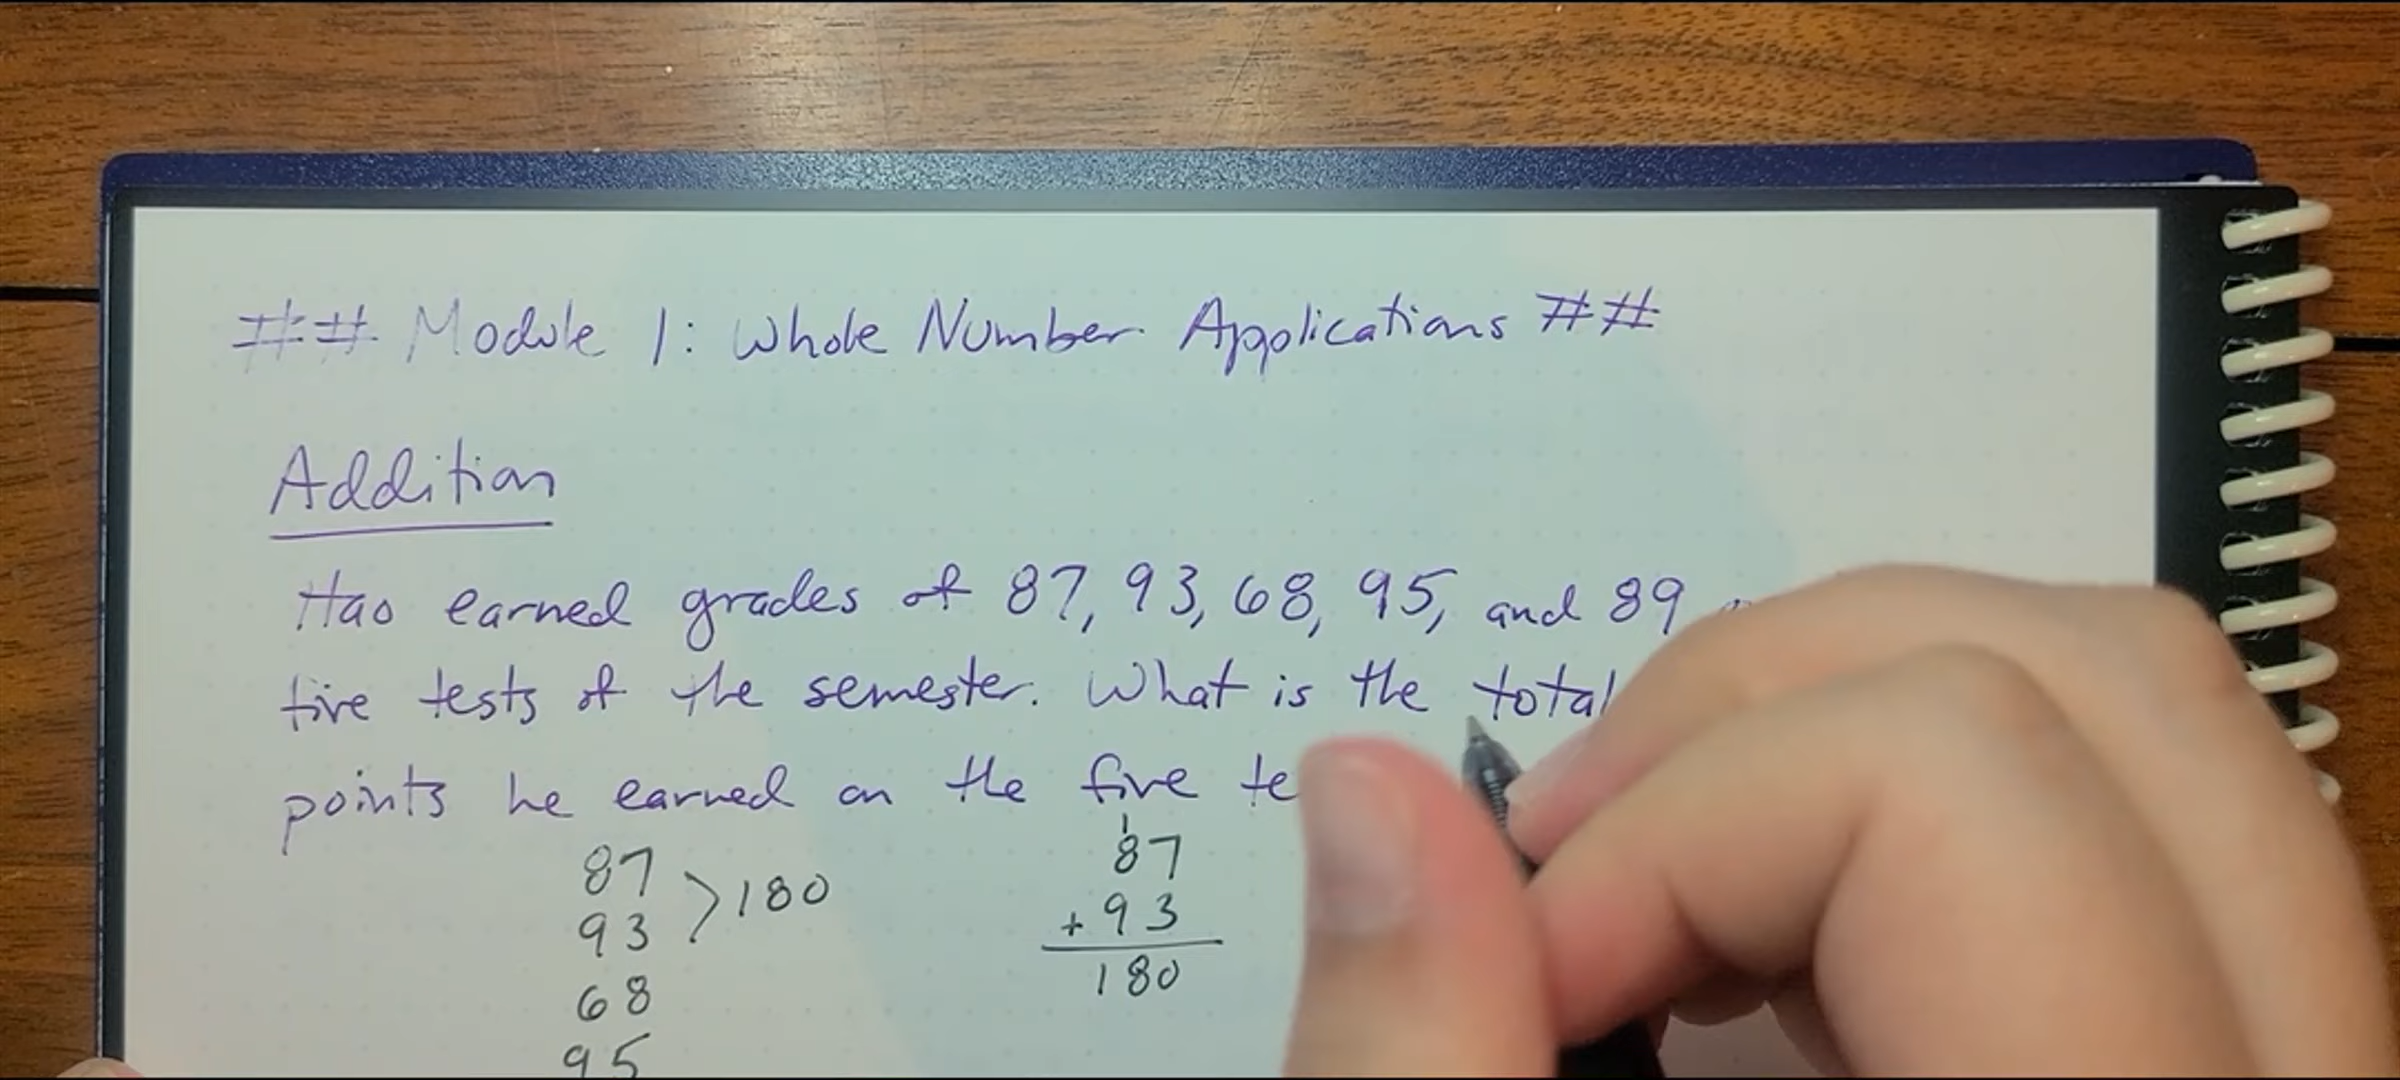 ## Module 1: Whole Number Applications ##
Addition
Hao earned grades of 87, 93, 68, 95, and 89
five tests of the semester. What is the total
points he earned on the five te
87
93
68
95
>180
1
87
+ 93
180